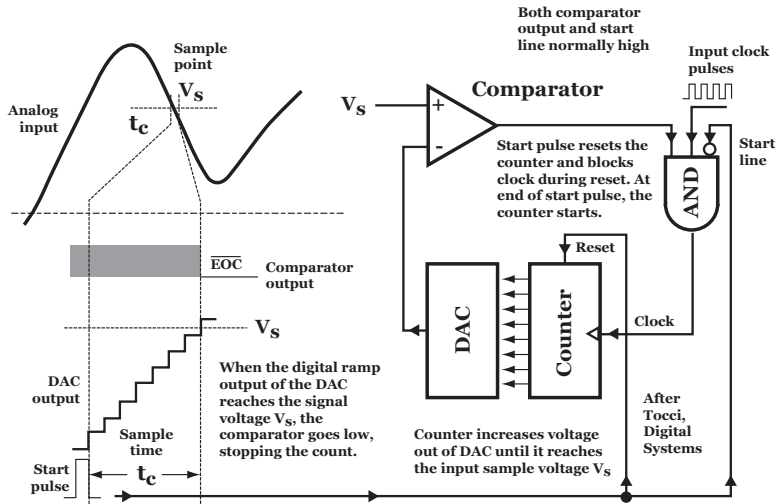 Both comparator
output and start
line normally high
Sample
point
Input clock
pulses
Vs
Comparator
Vs
+
Analog
input
tc
-
Start pulse resets the
counter and blocks
clock during reset. At
end of start pulse, the
counter starts.
Start
line
AND
EOC
Comparator
output
Reset
Vs
DAC
Counter
Clock
DAC
output
When the digital ramp
output of the DAC
reaches the signal
voltage Vs, the
comparator goes low,
stopping the count.
After
Tocci,
Digital
Systems
Sample
time
Counter increases voltage
out of DAC until it reaches
the input sample voltage Vs
Start
pulse
tc